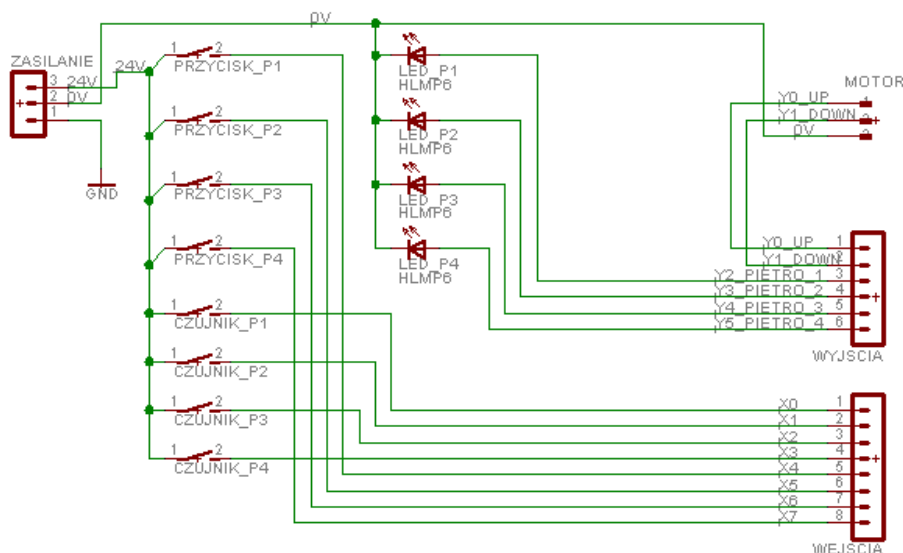 ZASILANIE
3 24V
2 0V
1
GND
24V
0V
1 2
PRZYCISK_P1
1 2
PRZYCISK_P2
1 2
PRZYCISK_P3
1 2
PRZYCISK_P4
1 2
CZUJNIK_P1
1 2
CZUJNIK_P2
1 2
CZUJNIK_P3
1 2
CZUJNIK_P4
LED_P1
HLMP6
LED_P2
HLMP6
LED_P3
HLMP6
LED_P4
HLMP6
MOTOR
Y0_UP 1
Y1_DOWN 2
0V 3
Y0_UP 1
Y1_DOWN 2
Y2_PIETRO_1 3
Y3_PIETRO_2 4
Y4_PIETRO_3 5
Y5_PIETRO_4 6
WYJSCIA
X0 1
X1 2
X2 3
X3 4
X4 5
X5 6
X6 7
X7 8
WEJSCIA